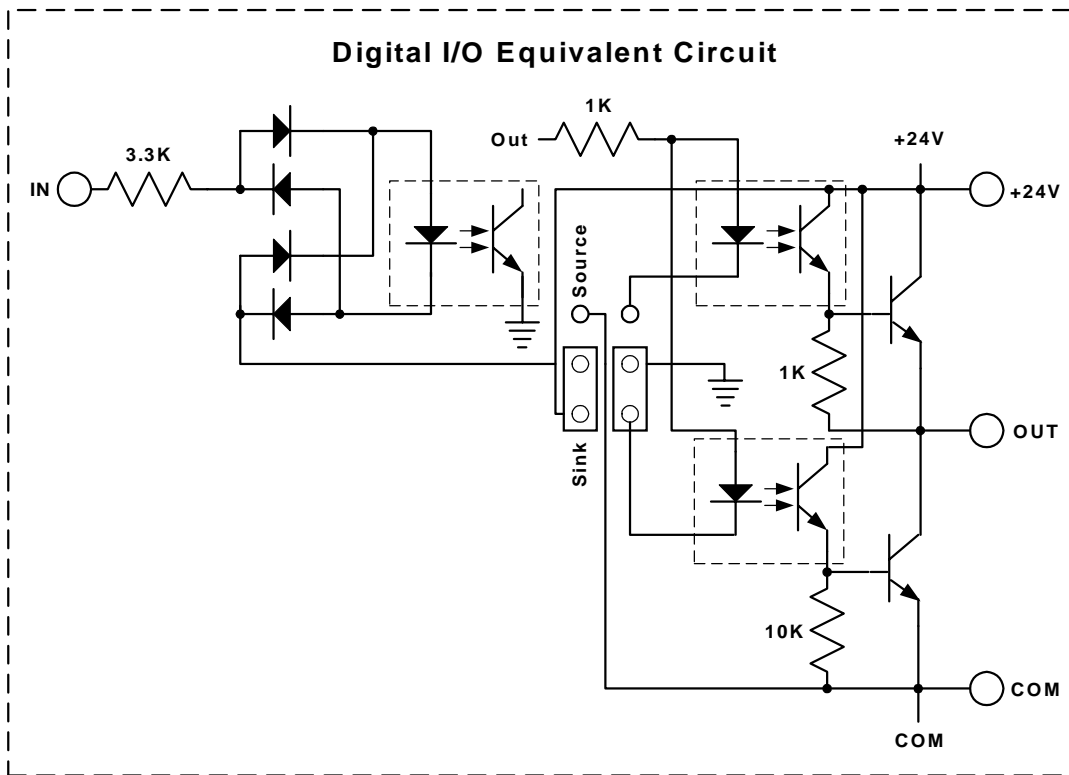 Digital I/O Equivalent Circuit
1K
Out
+24V
3.3K
IN
+24V
Source
1K
OUT
Sink
10K
COM
COM